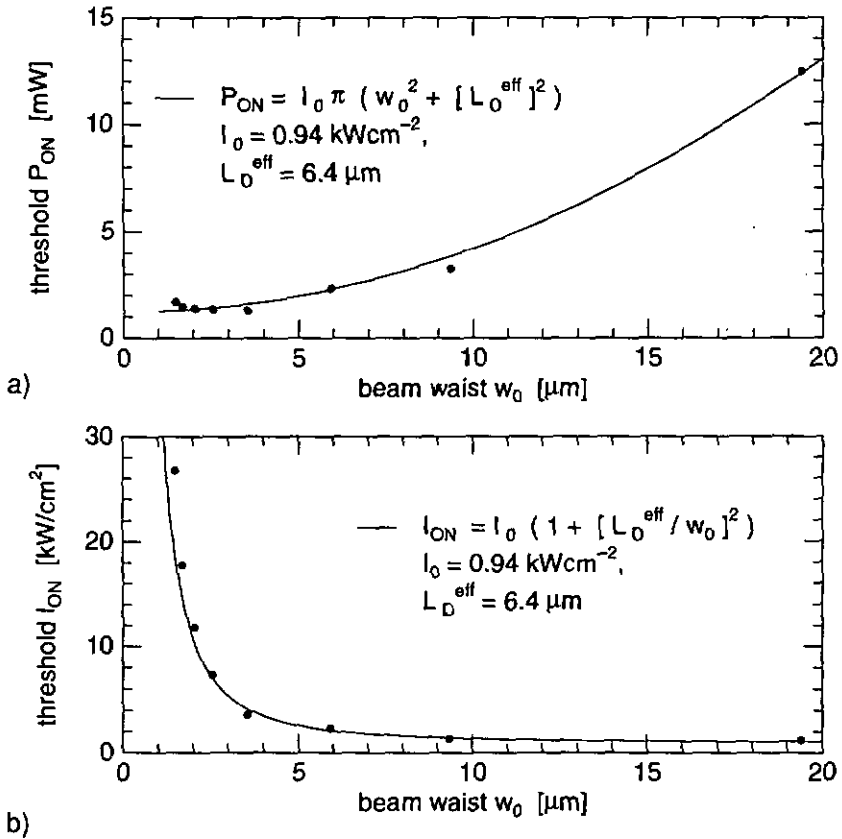 15
10
5
0
threshold P_ON [mW]
P_ON = I_0 π ( w_0^2 + [ L_D^eff ]^2 )
I_0 = 0.94 kWcm^-2,
L_D^eff = 6.4 μm
0 5 10 15 20
beam waist w_0 [μm]
a)
30
20
10
0
threshold I_ON [kW/cm^2]
I_ON = I_0 ( 1 + [ L_D^eff / w_0 ]^2 )
I_0 = 0.94 kWcm^-2,
L_D^eff = 6.4 μm
0 5 10 15 20
beam waist w_0 [μm]
b)